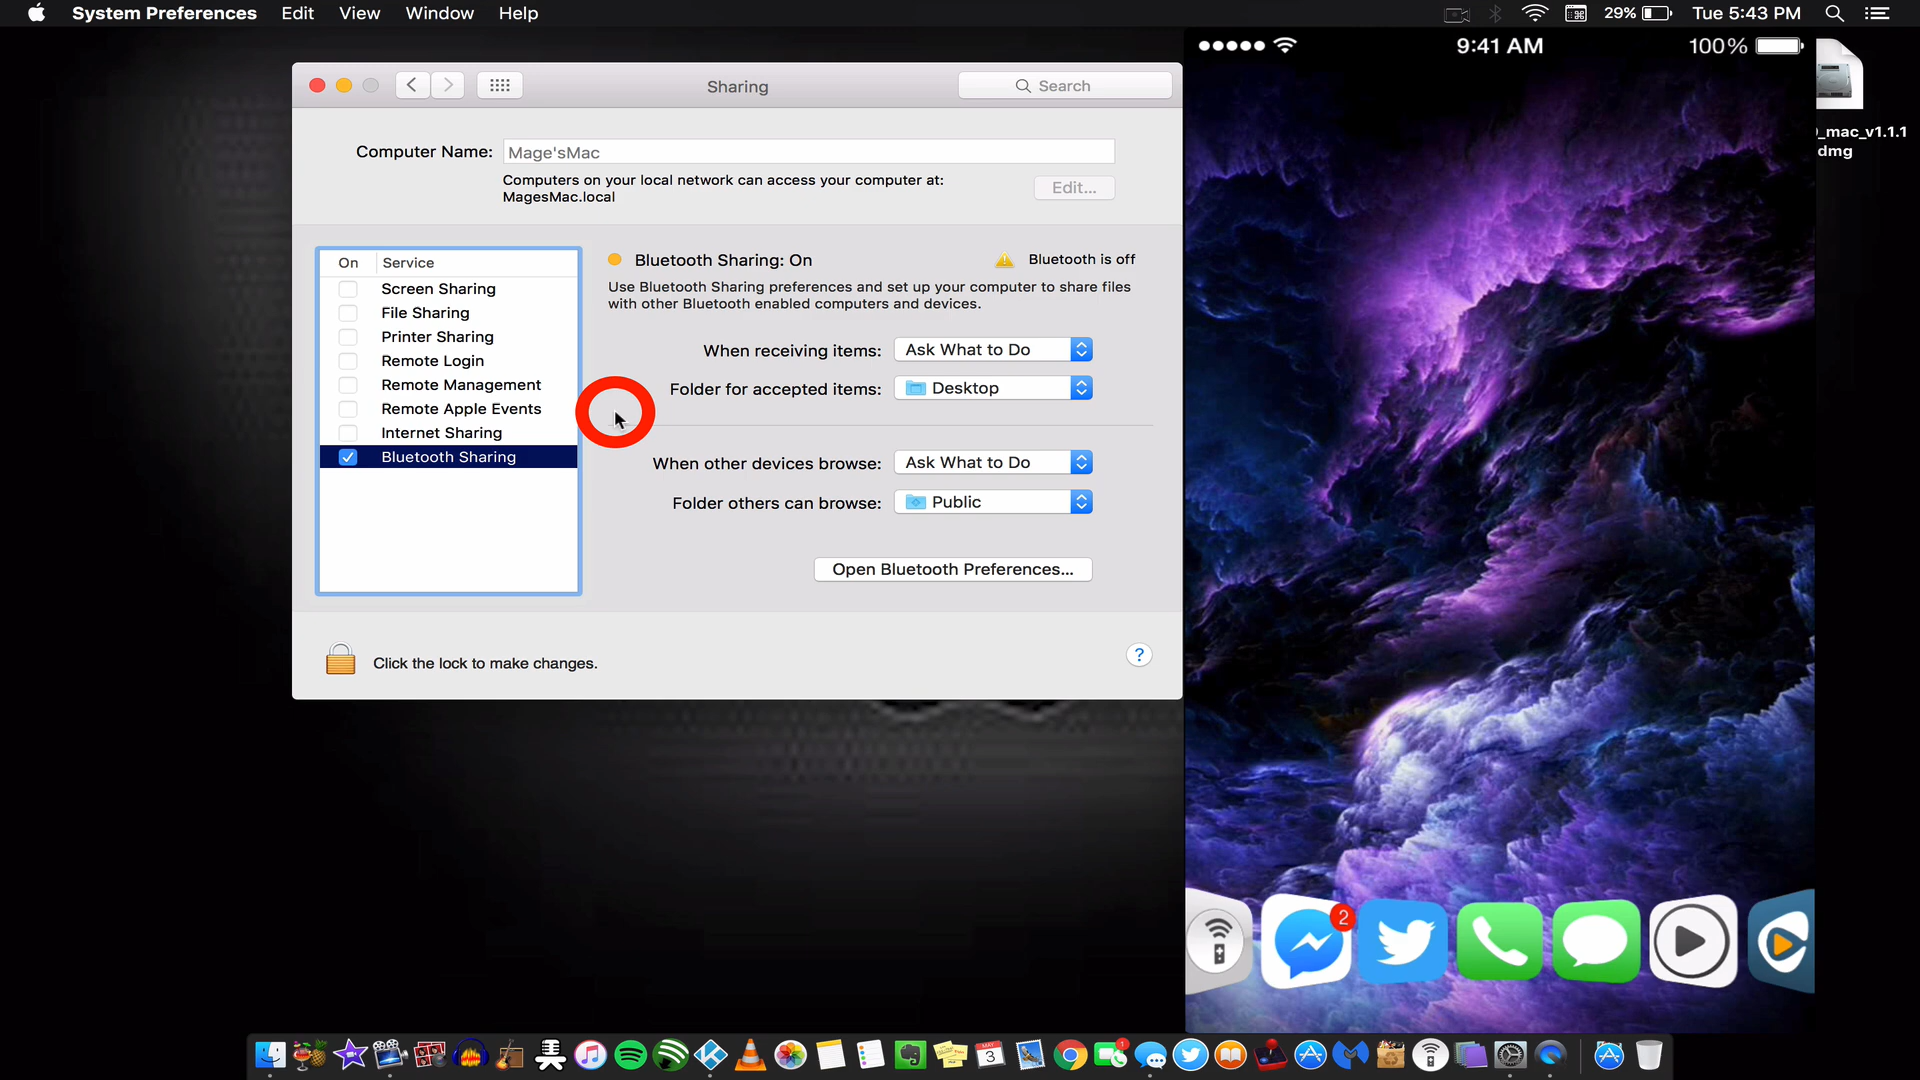 System Preferences Edit View Window Help 29% Tue 5:43 PM
9:41 AM 100%
Sharing
Search
Computer Name: Mage'sMac
Computers on your local network can access your computer at:
MagesMac.local
Edit...
On Service
Screen Sharing
File Sharing
Printer Sharing
Remote Login
Remote Management
Remote Apple Events
Internet Sharing
Bluetooth Sharing
Bluetooth Sharing: On
Bluetooth is off
Use Bluetooth Sharing preferences and set up your computer to share files
with other Bluetooth enabled computers and devices.
When receiving items: Ask What to Do
Folder for accepted items: Desktop
When other devices browse: Ask What to Do
Folder others can browse: Public
Open Bluetooth Preferences...
Click the lock to make changes.
?
_mac_v1.1.1
dmg
2
MAY
3
1